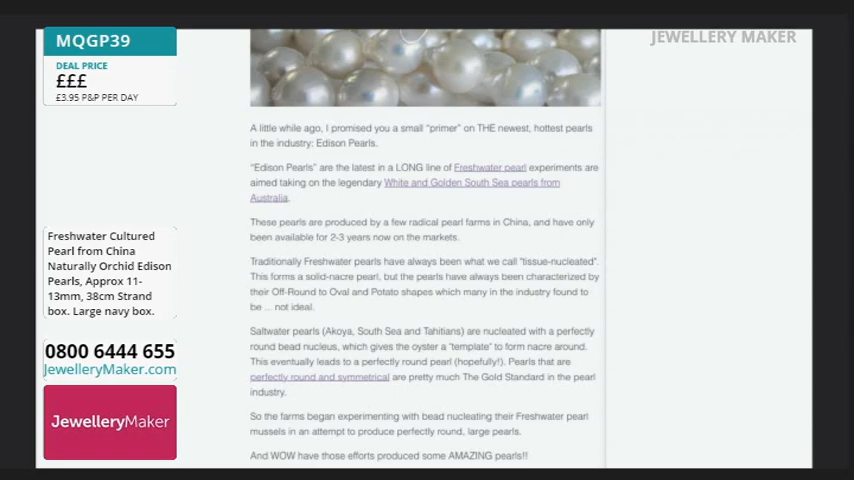 MQGP39
DEAL PRICE
£££
£3.95 P&P PER DAY
Freshwater Cultured
Pearl from China
Naturally Orchid Edison
Pearls, Approx 11-
13mm, 38cm Strand
box. Large navy box.
0800 6444 655
JewelleryMaker.com
JewelleryMaker
JEWELLERY MAKER
A little while ago, I promised you a small "primer" on THE newest, hottest pearls
in the industry: Edison Pearls.
"Edison Pearls" are the latest in a LONG line of Freshwater pearl experiments are
aimed taking on the legendary White and Golden South Sea pearls from
Australia.
These pearls are produced by a few radical pearl farms in China, and have only
been available for 2-3 years now on the markets.
Traditionally Freshwater pearls have always been what we call "tissue-nucleated".
This forms a solid-nacre pearl, but the pearls have always been characterized by
their Off-Round to Oval and Potato shapes which many in the industry found to
be ... not ideal.
Saltwater pearls (Akoya, South Sea and Tahitians) are nucleated with a perfectly
round bead nucleus, which gives the oyster a "template" to form nacre around.
This eventually leads to a perfectly round pearl (hopefully!). Pearls that are
perfectly round and symmetrical are pretty much The Gold Standard in the pearl
industry.
So the farms began experimenting with bead nucleating their Freshwater pearl
mussels in an attempt to produce perfectly round, large pearls.
And WOW have those efforts produced some AMAZING pearls!!